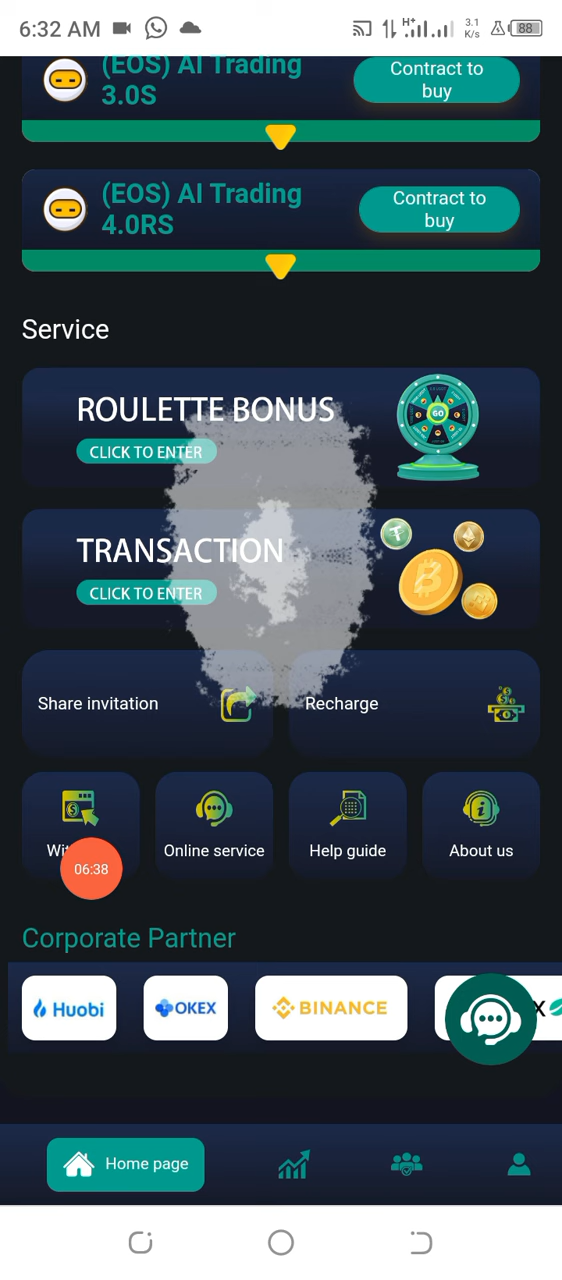 6:32 AM
H+
3.1
K/s
88
(EOS) AI Trading
3.0S
Contract to
buy
(EOS) AI Trading
4.0RS
Contract to
buy
Service
ROULETTE BONUS
CLICK TO ENTER
GO
TRANSACTION
CLICK TO ENTER
Share invitation
Recharge
Wit
06:38
Online service
Help guide
About us
Corporate Partner
Huobi
OKEX
BINANCE
X
Home page